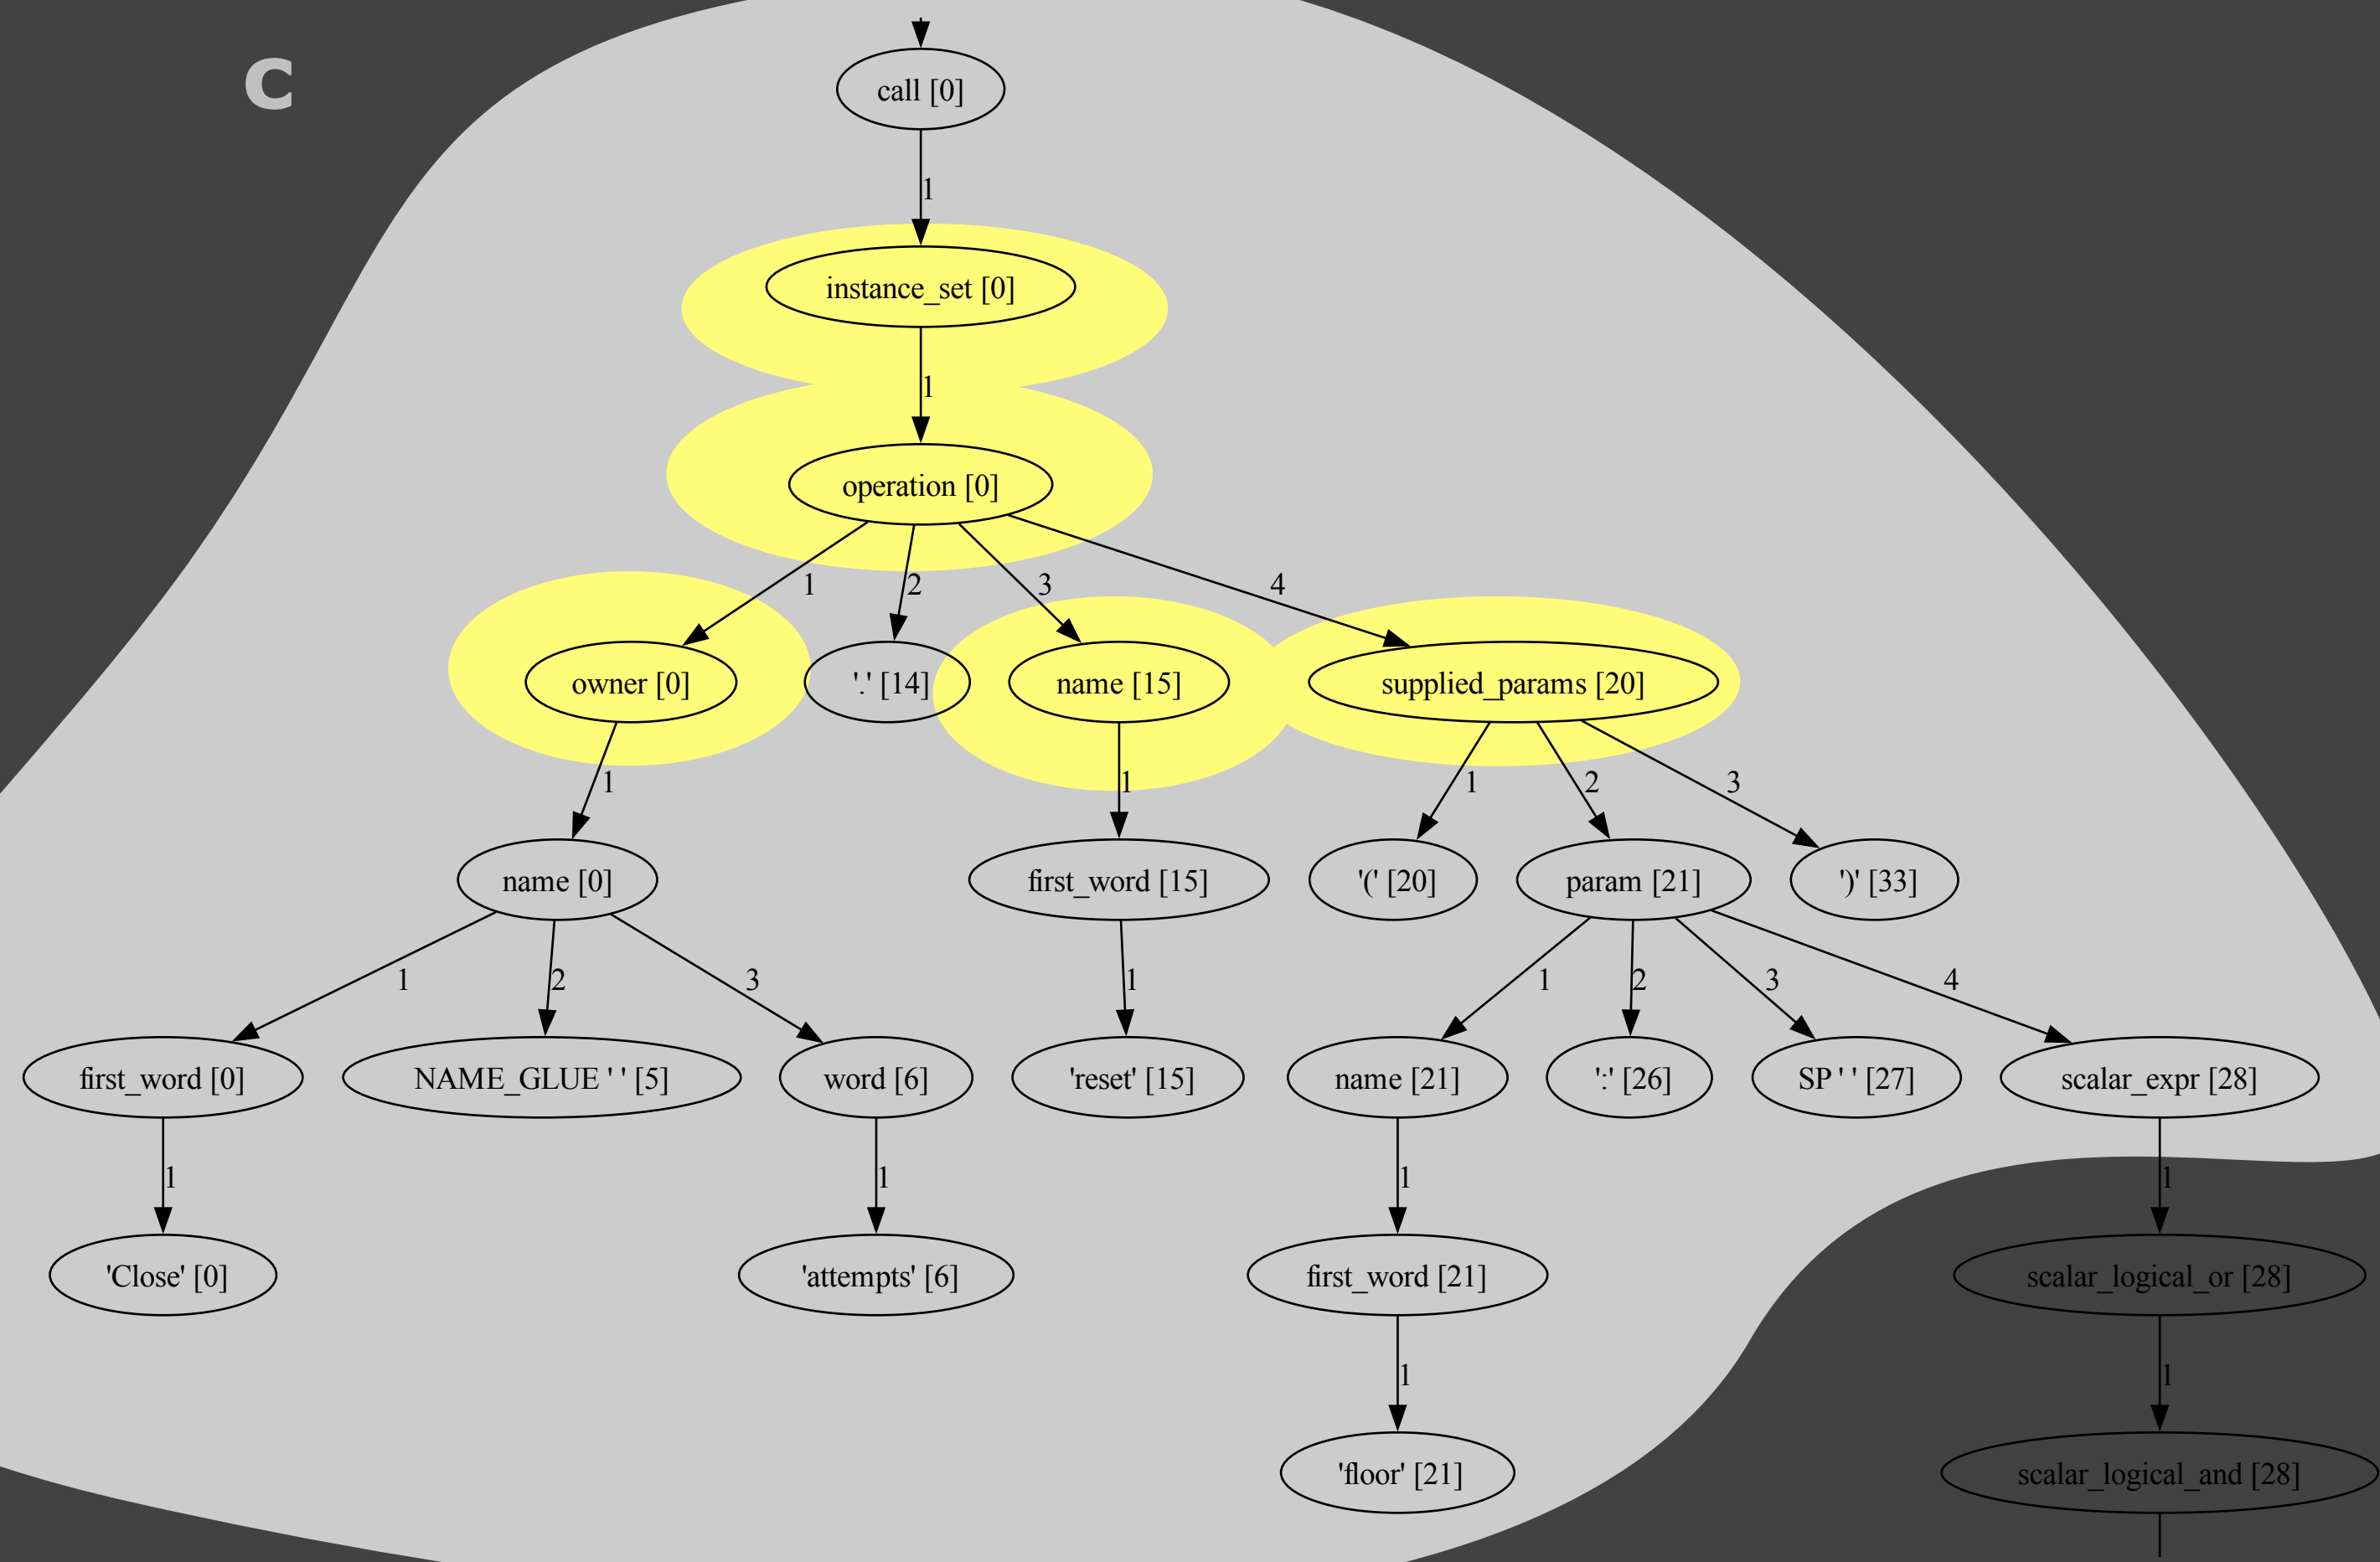 C
call [0]
1
instance_set [0]
1
operation [0]
1 2 3 4
owner [0] '.' [14] name [15] supplied_params [20]
1 1 1 2 3
name [0] first_word [15] '(' [20] param [21] ')' [33]
1 2 3 1 1 2 3 4
first_word [0] NAME_GLUE ' ' [5] word [6] 'reset' [15] name [21] ':' [26] SP ' ' [27] scalar_expr [28]
1 1 1 1
'Close' [0] 'attempts' [6] first_word [21] scalar_logical_or [28]
1 1
'floor' [21] scalar_logical_and [28]